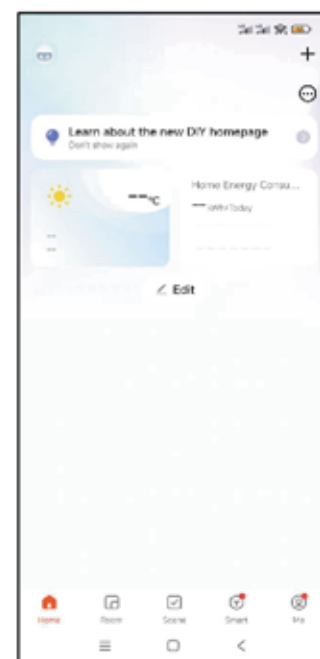 +
Learn about the new DIY homepage
Don't show again
--°C
Home Energy Consu...
-- kWh/Today
--
--
Edit
Home
Room
Scene
Smart
Me